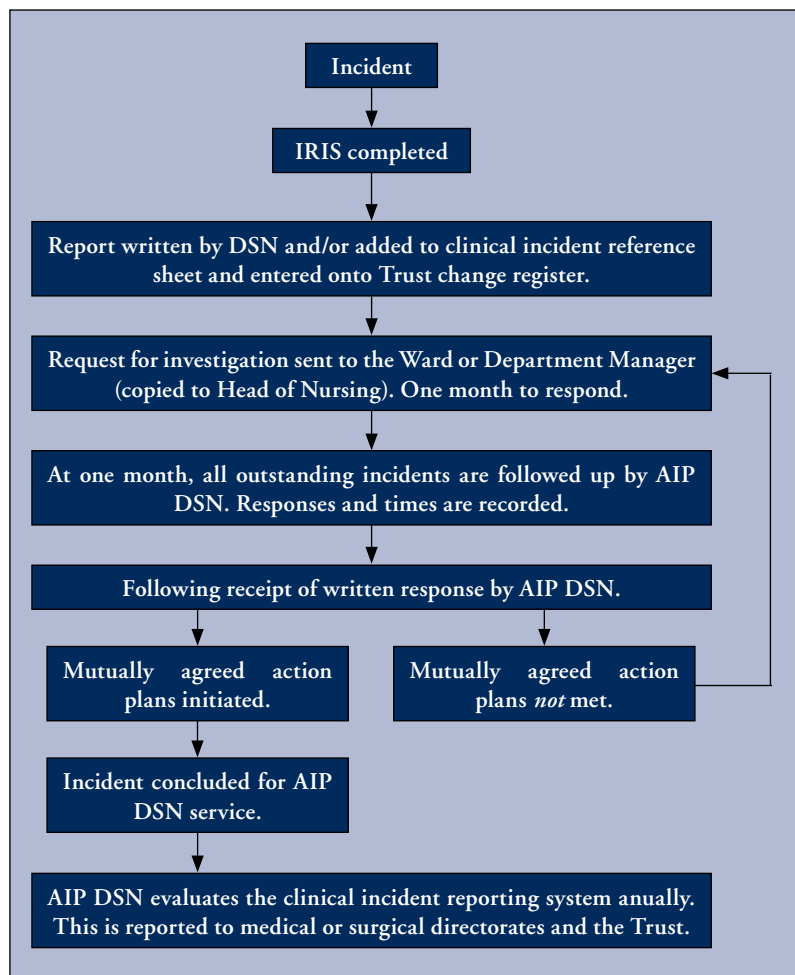 Incident
IRIS completed
Report written by DSN and/or added to clinical incident reference
sheet and entered onto Trust change register.
Request for investigation sent to the Ward or Department Manager
(copied to Head of Nursing). One month to respond.
At one month, all outstanding incidents are followed up by AIP
DSN. Responses and times are recorded.
Following receipt of written response by AIP DSN.
Mutually agreed action
plans initiated.
Mutually agreed action
plans not met.
Incident concluded for AIP
DSN service.
AIP DSN evaluates the clinical incident reporting system anually.
This is reported to medical or surgical directorates and the Trust.